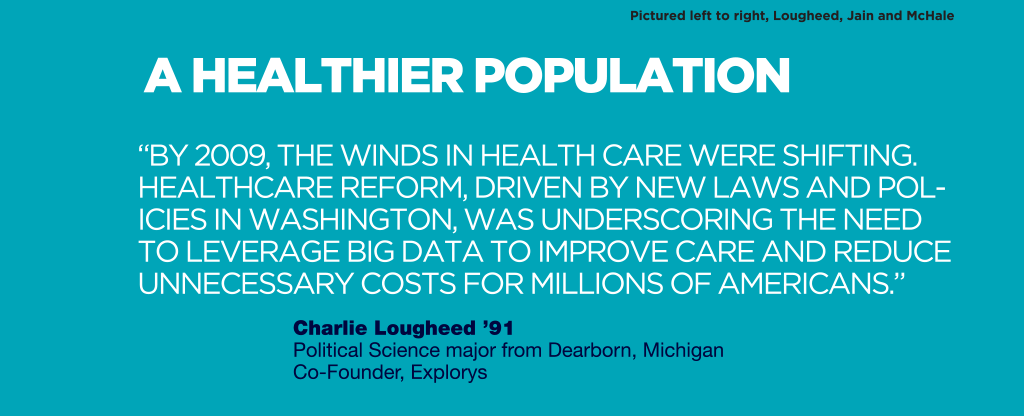 Pictured left to right, Lougheed, Jain and McHale
A HEALTHIER POPULATION
“BY 2009, THE WINDS IN HEALTH CARE WERE SHIFTING.
HEALTHCARE REFORM, DRIVEN BY NEW LAWS AND POL-
ICIES IN WASHINGTON, WAS UNDERSCORING THE NEED
TO LEVERAGE BIG DATA TO IMPROVE CARE AND REDUCE
UNNECESSARY COSTS FOR MILLIONS OF AMERICANS.”
Charlie Lougheed ’91
Political Science major from Dearborn, Michigan
Co-Founder, Explorys